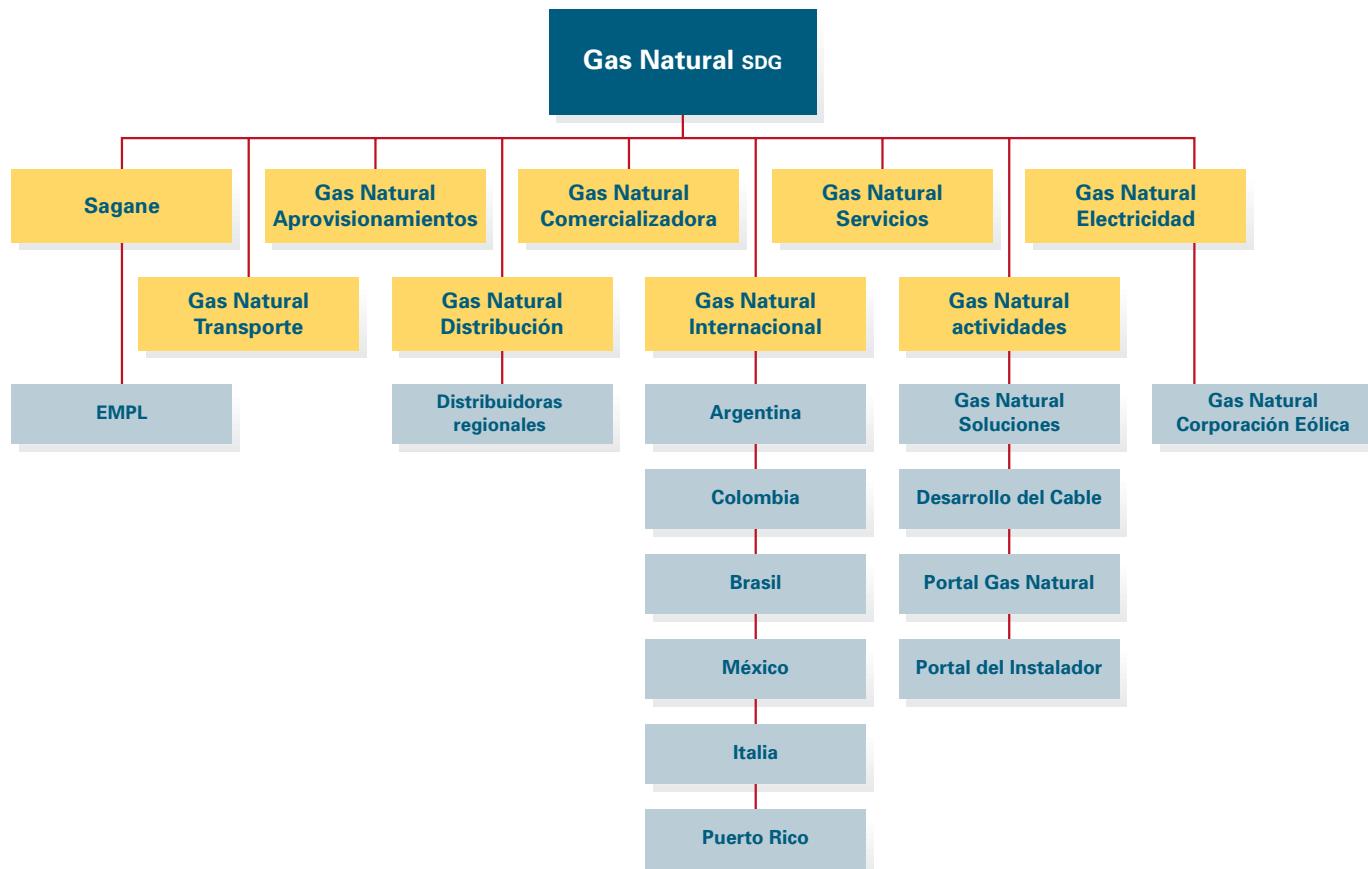 Gas Natural SDG
Sagane
Gas Natural
Aprovisionamientos
Gas Natural
Comercializadora
Gas Natural
Servicios
Gas Natural
Electricidad
Gas Natural
Transporte
Gas Natural
Distribución
Gas Natural
Internacional
Gas Natural
actividades
EMPL
Distribuidoras
regionales
Argentina
Gas Natural
Soluciones
Gas Natural
Corporación Eólica
Colombia
Desarrollo del Cable
Brasil
Portal Gas Natural
México
Portal del Instalador
Italia
Puerto Rico